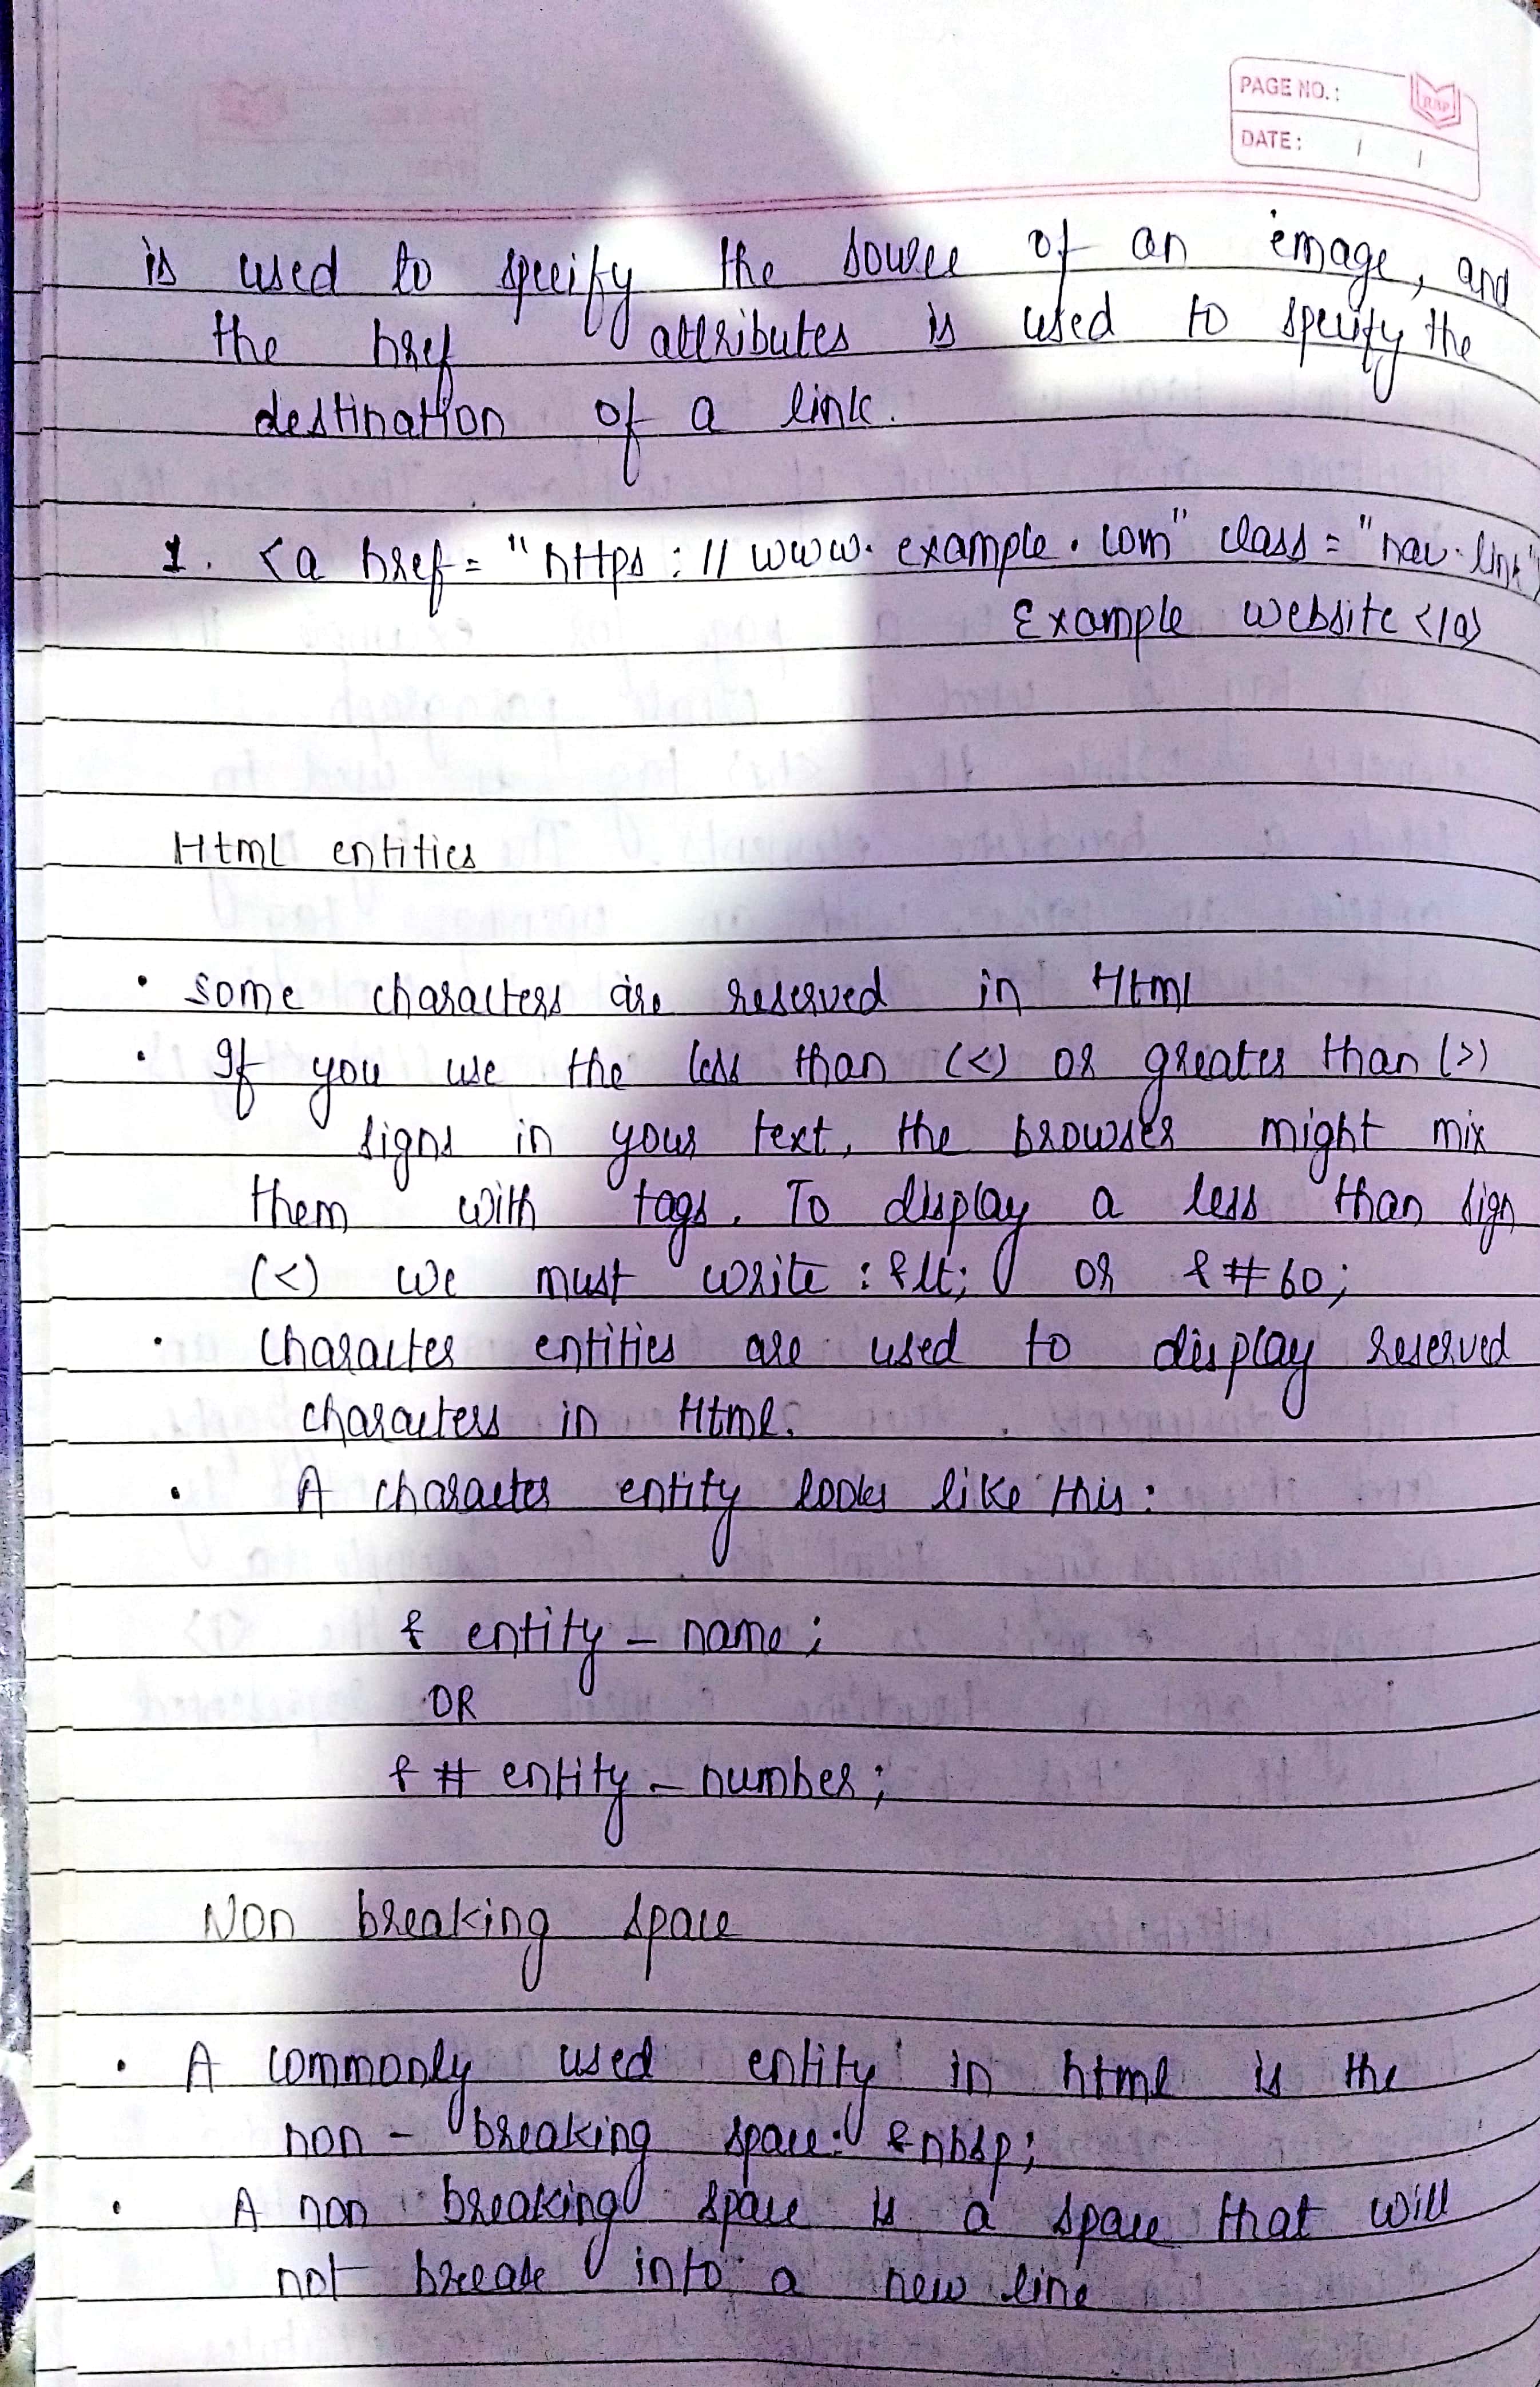 PAGE NO.:
DATE: / /
is used to specify the source of an image, and
the href attributes is used to specify the
destination of a link.
1. <a href = "https://www.example.com" class = "nav-link">
Example website </a>
Html entities
• some characters are reserved in Html
• If you use the less than (<) or greater than (>)
signs in your text, the browser might mix
them with tags. To display a less than sign
(<) we must write : &lt; or &#60;
• Character entities are used to display reserved
characters in Html.
• A character entity looks like this:
& entity - name;
OR
& # entity - number;
Non breaking space
• A commonly used entity in html is the
non - breaking space: &nbsp;
• A non breaking space is a space that will
not break into a new line